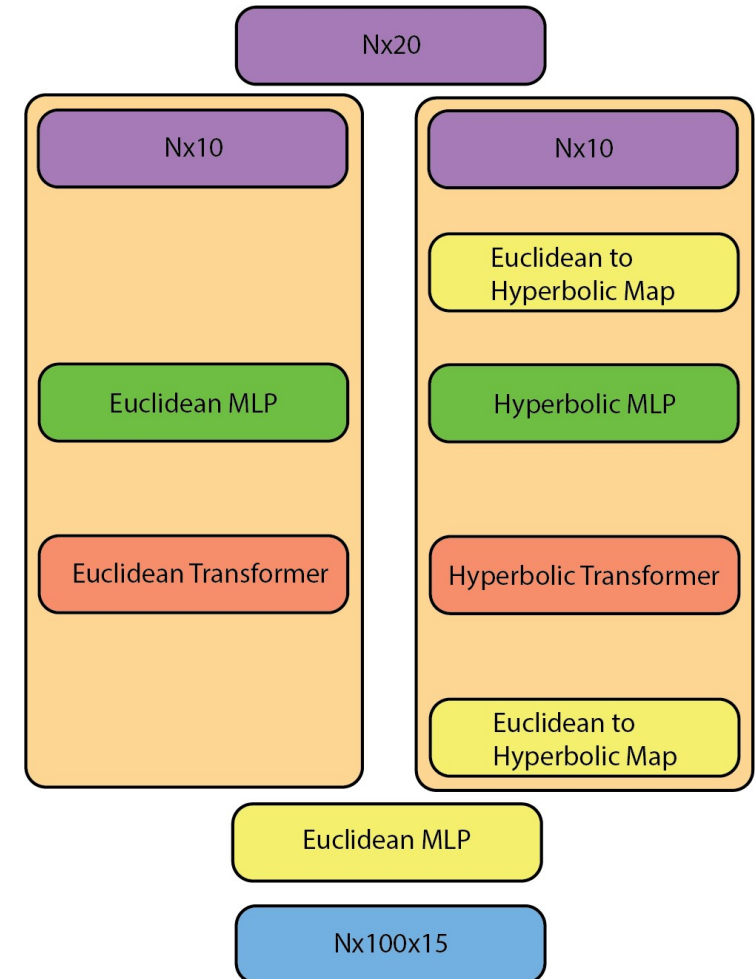 Nx20
Nx10
Euclidean MLP
Euclidean Transformer
Nx10
Euclidean to
Hyperbolic Map
Hyperbolic MLP
Hyperbolic Transformer
Euclidean to
Hyperbolic Map
Euclidean MLP
Nx100x15